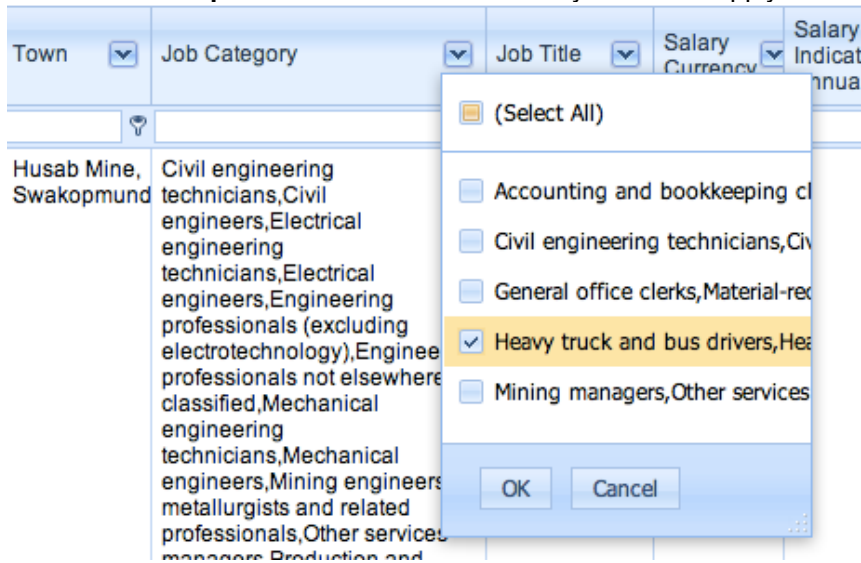 Town
Job Category
Job Title
Salary
Currency
Salary
Indicat
nnua
(Select All)
Accounting and bookkeeping cl
Civil engineering technicians,Civ
General office clerks,Material-rec
Heavy truck and bus drivers,Hea
Mining managers,Other services
OK Cancel
Husab Mine,
Swakopmund
Civil engineering
technicians,Civil
engineers,Electrical
engineering
technicians,Electrical
engineers,Engineering
professionals (excluding
electrotechnology),Enginee
professionals not elsewhere
classified,Mechanical
engineering
technicians,Mechanical
engineers,Mining engineers
metallurgists and related
professionals,Other services
managers,Production and